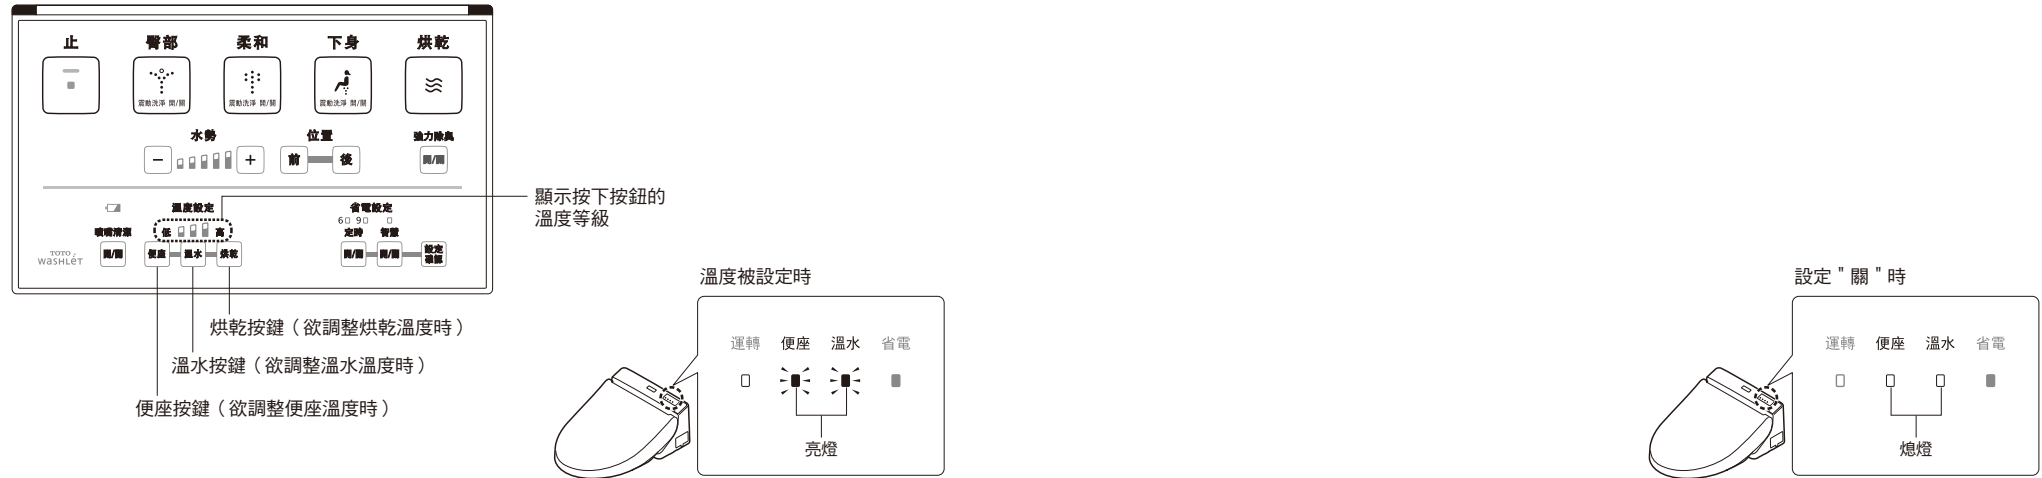 止 臀部 柔和 下身 烘乾
震動洗淨 開/關 震動洗淨 開/關 震動洗淨 開/關
水勢 位置 強力除臭
− + 前 後 開/關
顯示按下按鈕的
溫度等級
溫度設定 省電設定
6 9
噴嘴清潔 低 高 定時 智慧
TOTO
WASHLET
開/關 便座 溫水 烘乾 開/關 開/關 設定
確認
烘乾按鍵（欲調整烘乾溫度時）
溫水按鍵（欲調整溫水溫度時）
便座按鍵（欲調整便座溫度時）
溫度被設定時
運轉 便座 溫水 省電
亮燈
設定＂關＂時
運轉 便座 溫水 省電
熄燈